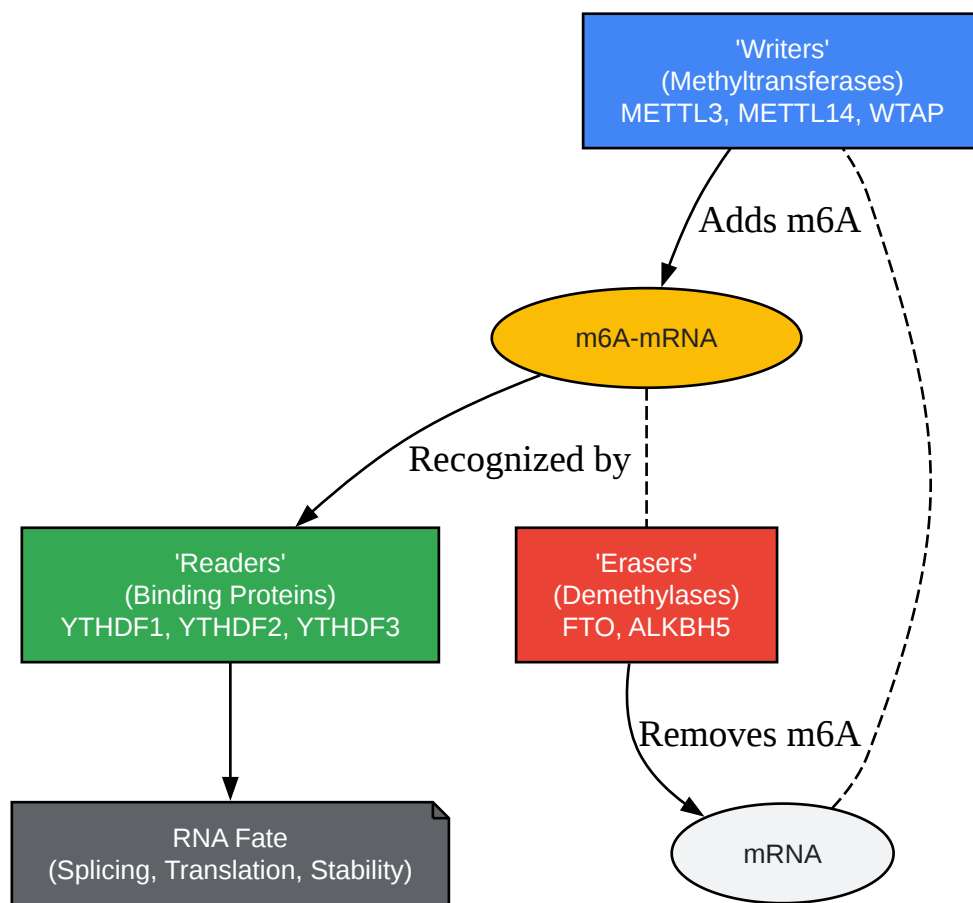 'Writers'
(Methyltransferases)
METTL3, METTL14, WTAP
Adds m6A
m6A-mRNA
Recognized by
'Readers'
(Binding Proteins)
YTHDF1, YTHDF2, YTHDF3
'Erasers'
(Demethylases)
FTO, ALKBH5
Removes m6A
RNA Fate
(Splicing, Translation, Stability)
mRNA